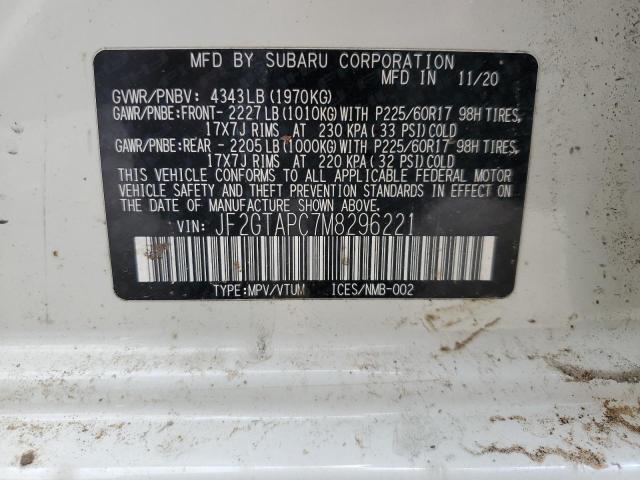 MFD BY SUBARU CORPORATION
MFD IN 11/20
GVWR/PNBV: 4343LB (1970KG)
GAWR/PNBE:FRONT- 2227LB (1010KG) WITH P225/60R17 98H TIRES,
17X7J RIMS AT 230 KPA (33 PSI) COLD
GAWR/PNBE:REAR - 2205LB (1000KG) WITH P225/60R17 98H TIRES,
17X7J RIMS AT 220 KPA (32 PSI) COLD
THIS VEHICLE CONFORMS TO ALL APPLICABLE FEDERAL MOTOR
VEHICLE SAFETY AND THEFT PREVENTION STANDARDS IN EFFECT ON
THE DATE OF MANUFACTURE SHOWN ABOVE.
VIN: JF2GTAPC7M8296221
TYPE:MPV/VTUM ICES/NMB-002